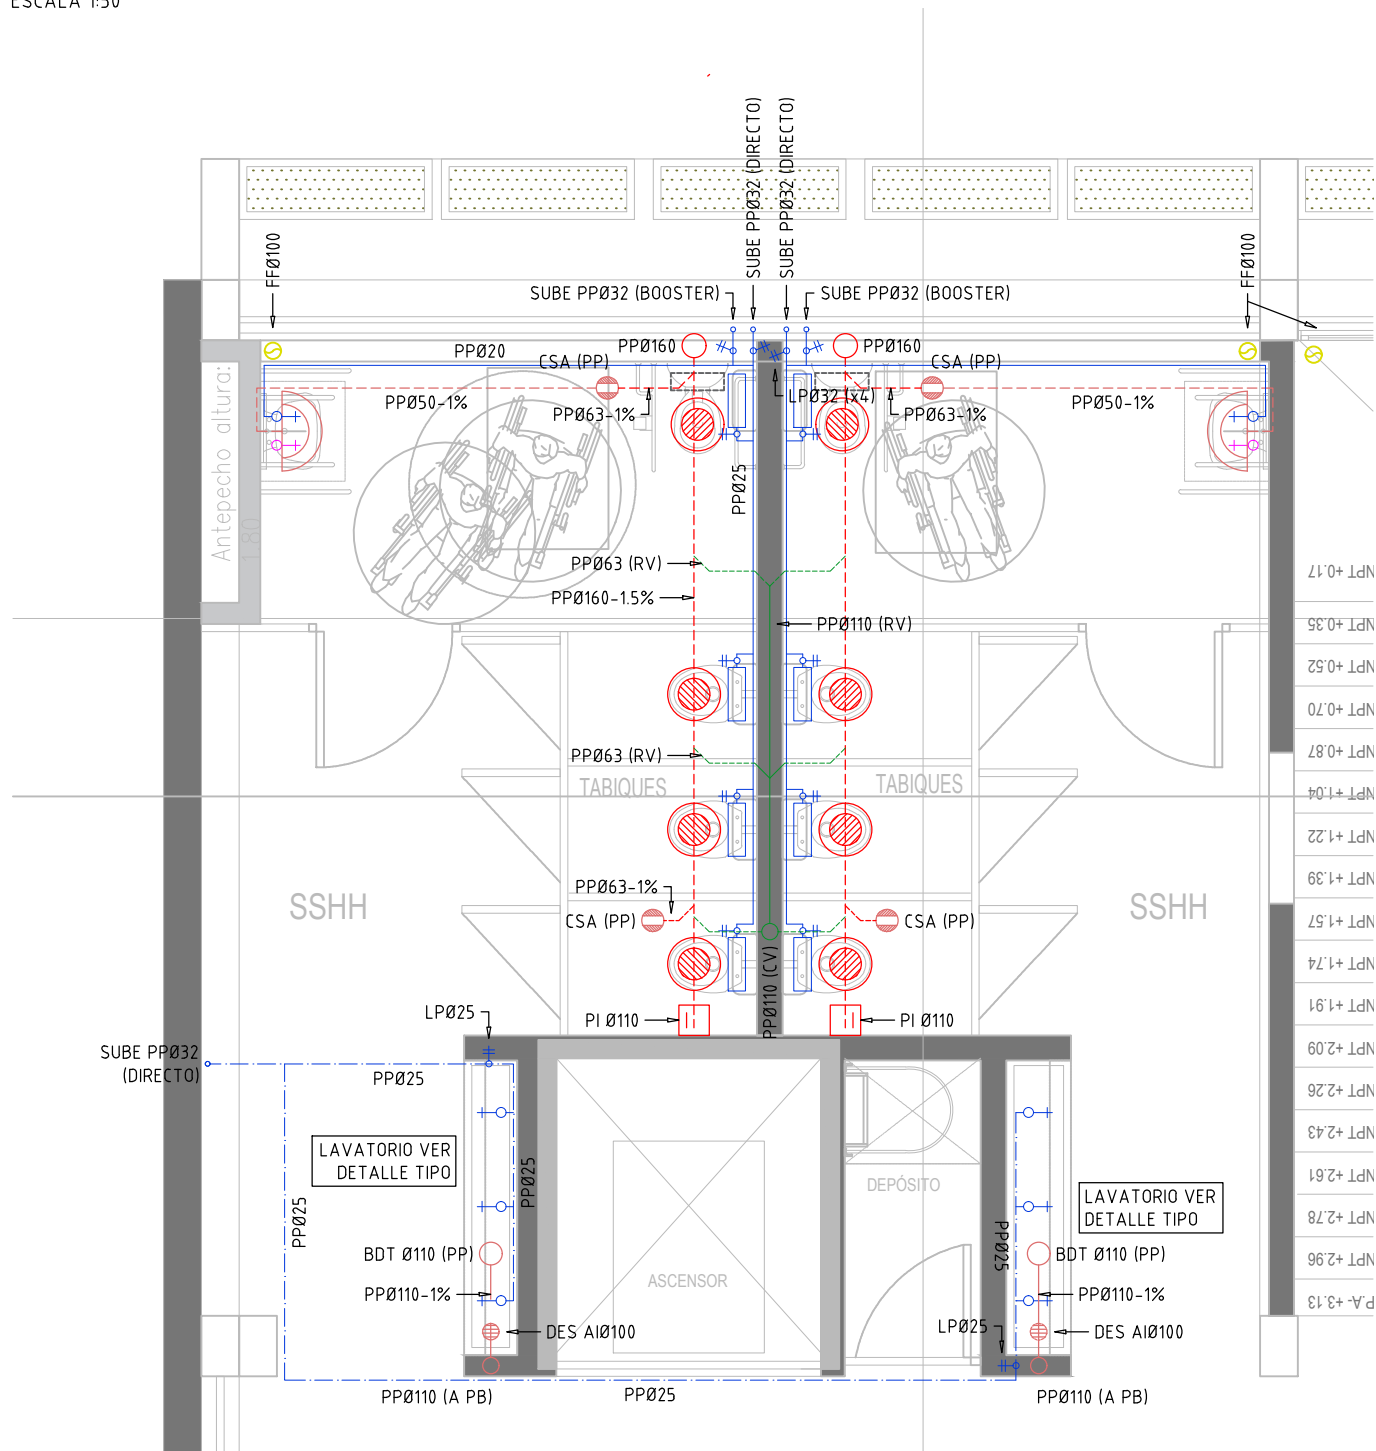 ESCALA 1:50
SUBE PPØ32 (DIRECTO)
SUBE PPØ32 (DIRECTO)
FFØ100
FFØ100
SUBE PPØ32 (BOOSTER)
SUBE PPØ32 (BOOSTER)
PPØ20
PPØ160
PPØ160
CSA (PP)
CSA (PP)
Antepecho altura:
1.80
PPØ50-1%
PPØ63-1%
LPØ32 (x4)
PPØ63-1%
PPØ50-1%
PPØ25
PPØ63 (RV)
PPØ160-1.5%
PPØ110 (RV)
PPØ63 (RV)
TABIQUES
TABIQUES
PPØ63-1%
SSHH
CSA (PP)
CSA (PP)
SSHH
PPØ110 (CV)
PI Ø110
PI Ø110
LPØ25
SUBE PPØ32
(DIRECTO)
PPØ25
LAVATORIO VER
DETALLE TIPO
PPØ25
PPØ25
DEPÓSITO
LAVATORIO VER
DETALLE TIPO
PPØ25
BDT Ø110 (PP)
BDT Ø110 (PP)
ASCENSOR
PPØ110-1%
PPØ110-1%
DES AIØ100
LPØ25
DES AIØ100
PPØ110 (A PB)
PPØ25
PPØ110 (A PB)
NPT +0.17
NPT +0.35
NPT +0.52
NPT +0.70
NPT +0.87
NPT +1.04
NPT +1.22
NPT +1.39
NPT +1.57
NPT +1.74
NPT +1.91
NPT +2.09
NPT +2.26
NPT +2.43
NPT +2.61
NPT +2.78
NPT +2.96
P.A- +3.13